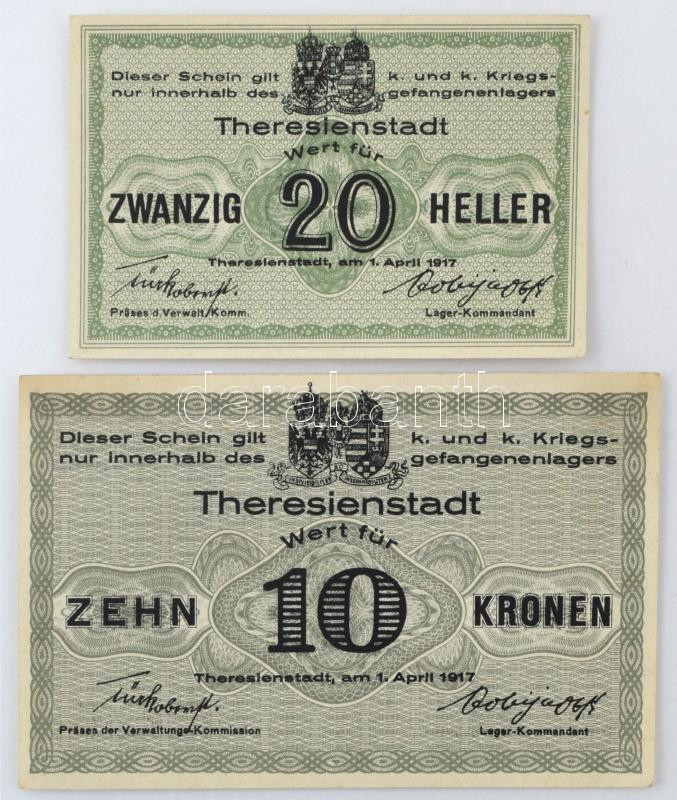 Dieser Schein gilt k. und k. Kriegs-
nur innerhalb des gefangenenlagers
Theresienstadt
Wert für
ZWANZIG 20 HELLER
Theresienstadt, am 1. April 1917
Präses d. Verwalt./Komm. Lager-Kommandant
darabanth
Dieser Schein gilt k. und k. Kriegs-
nur innerhalb des gefangenenlagers
Theresienstadt
Wert für
ZEHN 10 KRONEN
Theresienstadt, am 1. April 1917
Präses der Verwaltungs-Kommission Lager-Kommandant